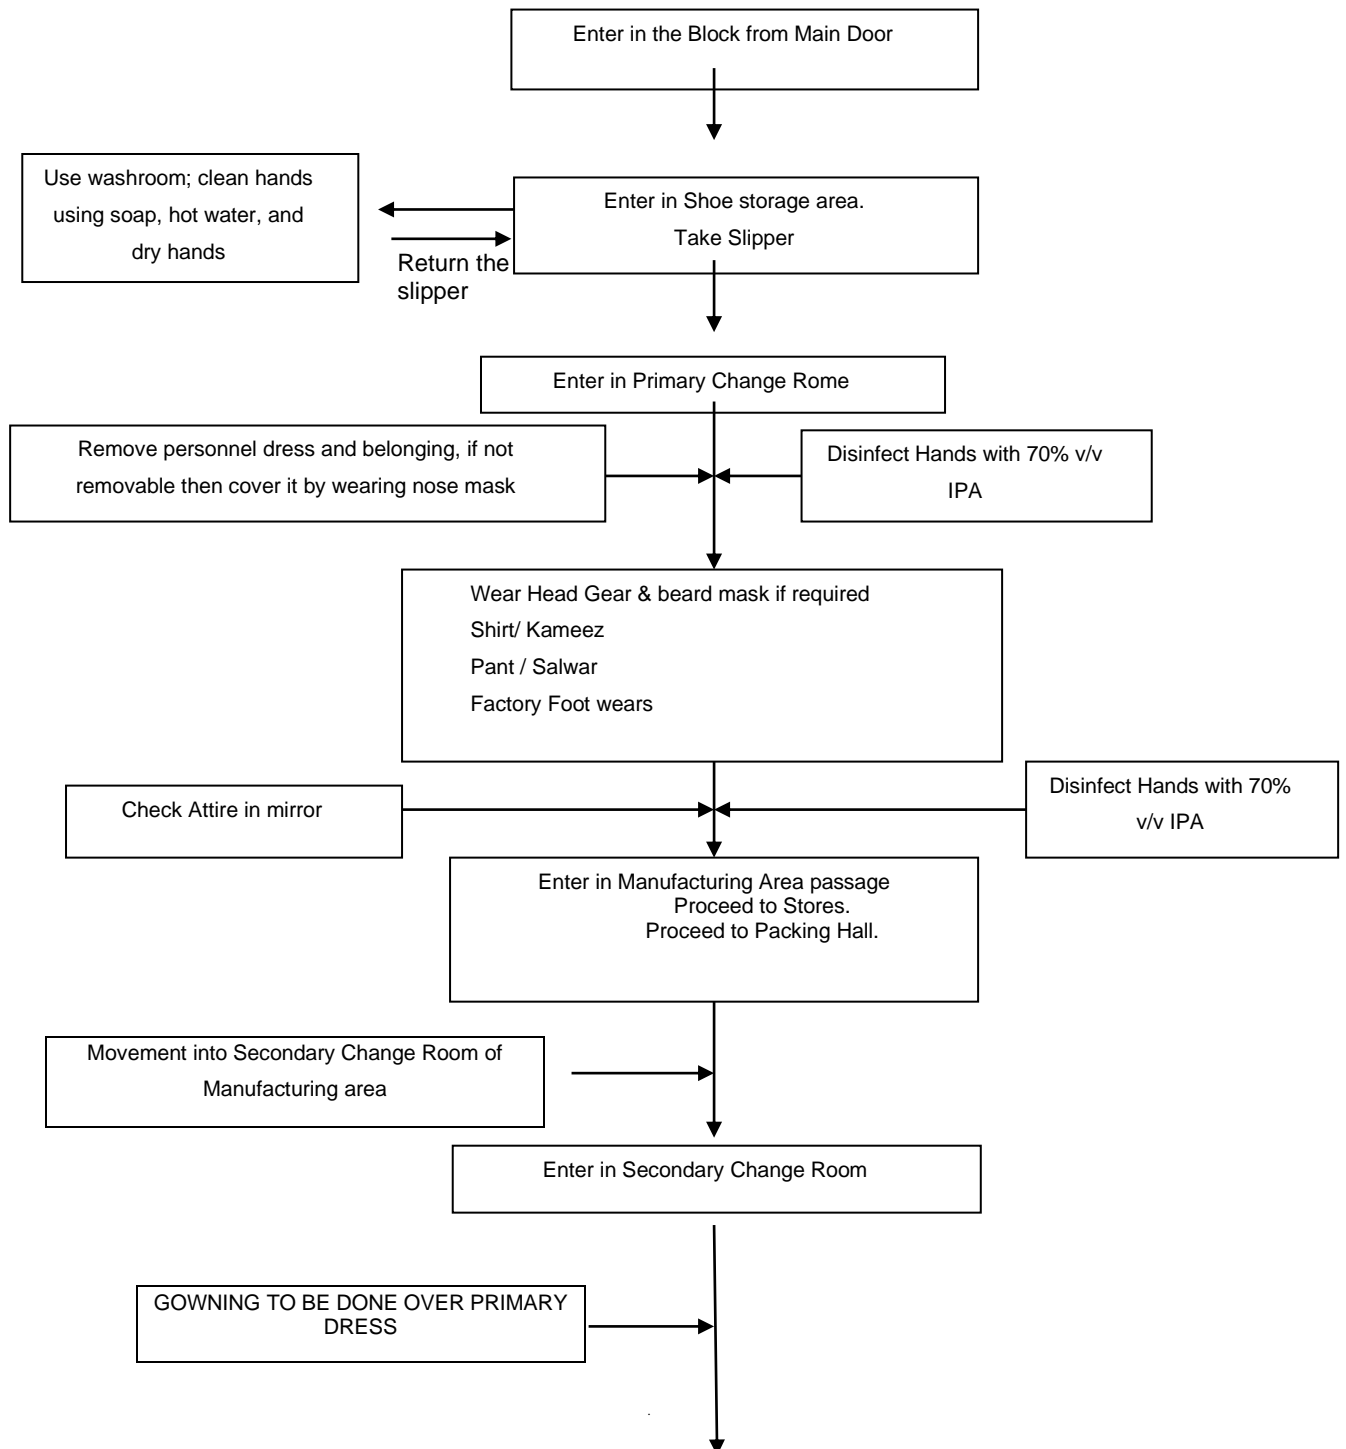 Enter in the Block from Main Door
Use washroom; clean hands
using soap, hot water, and
dry hands
Enter in Shoe storage area.
Take Slipper
Return the
slipper
Enter in Primary Change Rome
Remove personnel dress and belonging, if not
removable then cover it by wearing nose mask
Disinfect Hands with 70% v/v
IPA
Wear Head Gear & beard mask if required
Shirt/ Kameez
Pant / Salwar
Factory Foot wears
Check Attire in mirror
Disinfect Hands with 70%
v/v IPA
Enter in Manufacturing Area passage
Proceed to Stores.
Proceed to Packing Hall.
Movement into Secondary Change Room of
Manufacturing area
Enter in Secondary Change Room
GOWNING TO BE DONE OVER PRIMARY
DRESS
.